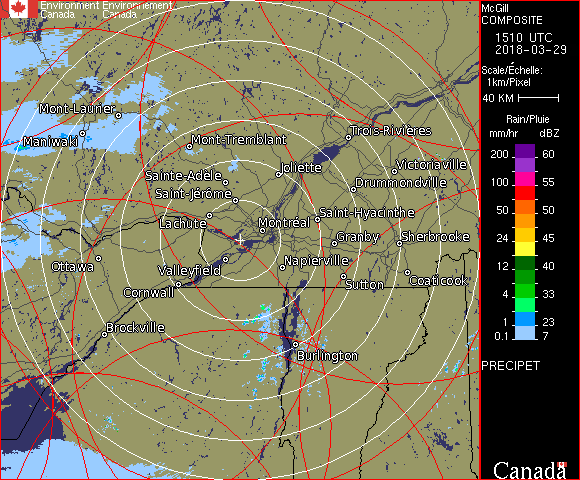 Environment Environnement
Canada Canada
McGill
COMPOSITE
1510 UTC
2018-03-29
Scale/Échelle:
1km/Pixel
40 KM
Rain/Pluie
mm/hr dBZ
200 60
100 55
50 50
24 45
12 40
4 33
1 23
0.1 7
PRECIPET
Canada
Mont-Laurier
Maniwaki
Mont-Tremblant
Trois-Rivières
Sainte-Adèle
Joliette
Victoriaville
Saint-Jérôme
Drummondville
Lachute
Montréal
Saint-Hyacinthe
Granby
Sherbrooke
Ottawa
Valleyfield
Napierville
Cornwall
Sutton
Coaticook
Brockville
Burlington